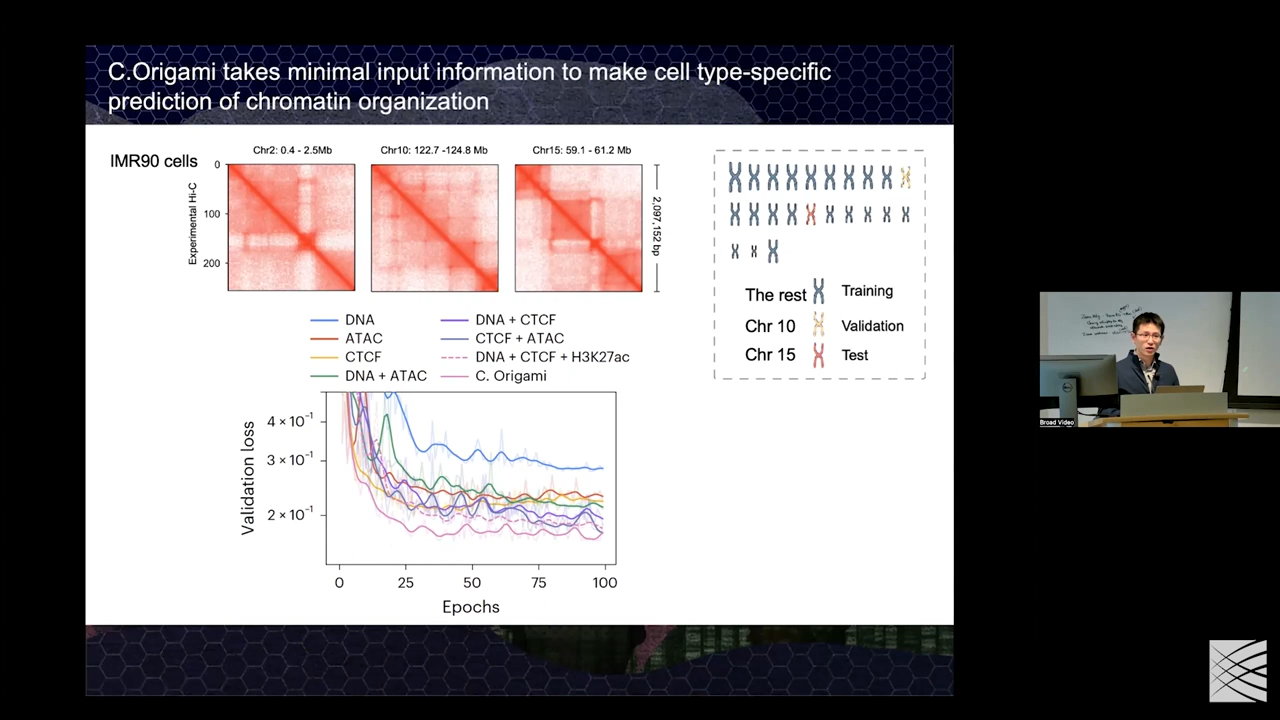 C.Origami takes minimal input information to make cell type-specific
prediction of chromatin organization
IMR90 cells
Chr2: 0.4 - 2.5Mb
Chr10: 122.7 -124.8 Mb
Chr15: 59.1 - 61.2 Mb
Experimental Hi-C
0
100
200
2,097,152 bp
The rest Training
Chr 10 Validation
Chr 15 Test
DNA
ATAC
CTCF
DNA + ATAC
DNA + CTCF
CTCF + ATAC
DNA + CTCF + H3K27ac
C. Origami
Validation loss
4 × 10⁻¹
3 × 10⁻¹
2 × 10⁻¹
0 25 50 75 100
Epochs
Broad Video